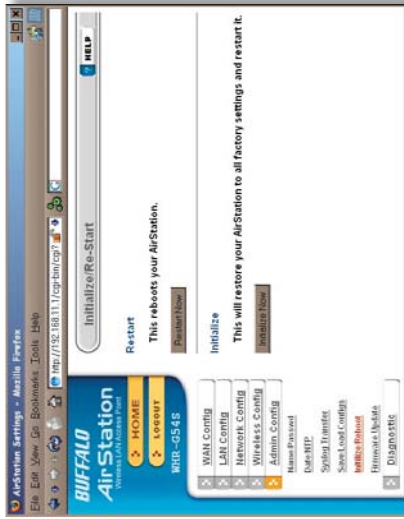 AirStation Settings - Mozilla Firefox
File Edit View Go Bookmarks Tools Help
http://192.168.11.1/cgi-bin/cgi?
BUFFALO
AirStation
Wireless LAN Access Point
HOME
LOGOUT
WHR-G54S
WAN Config
LAN Config
Network Config
Wireless Config
Admin Config
Name/Passwd
Date/NTP
Syslog Transfer
Save/Load Configs
Initilize/Reboot
Firmware Update
Diagnostic
Initialize/Re-Start
? HELP
Restart
This reboots your AirStation.
Restart Now
Initialize
This will restore your AirStation to all factory settings and restart it.
Initialize Now